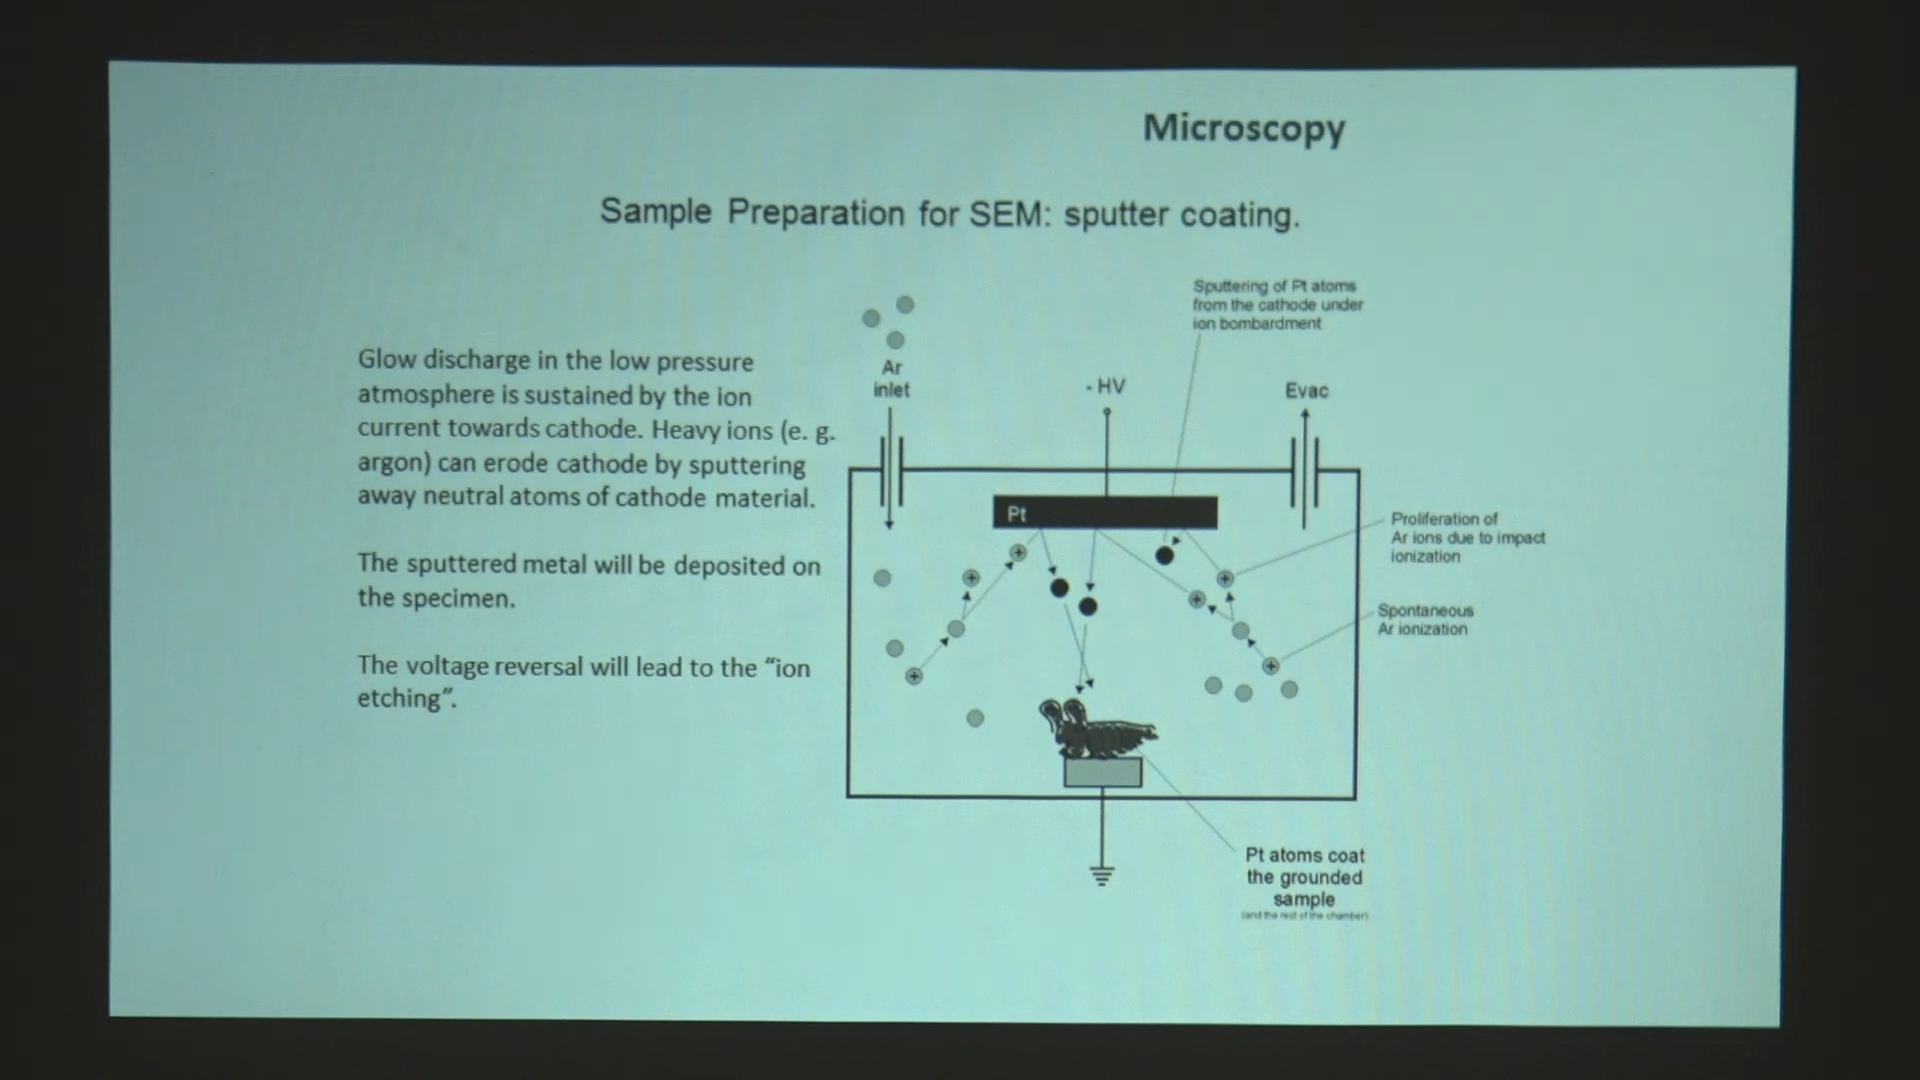 Microscopy
Sample Preparation for SEM: sputter coating.
Glow discharge in the low pressure
atmosphere is sustained by the ion
current towards cathode. Heavy ions (e. g.
argon) can erode cathode by sputtering
away neutral atoms of cathode material.
The sputtered metal will be deposited on
the specimen.
The voltage reversal will lead to the “ion
etching”.
Ar
inlet
- HV
Sputtering of Pt atoms
from the cathode under
ion bombardment
Evac
Pt
Proliferation of
Ar ions due to impact
ionization
Spontaneous
Ar ionization
Pt atoms coat
the grounded
sample
(and the rest of the chamber)